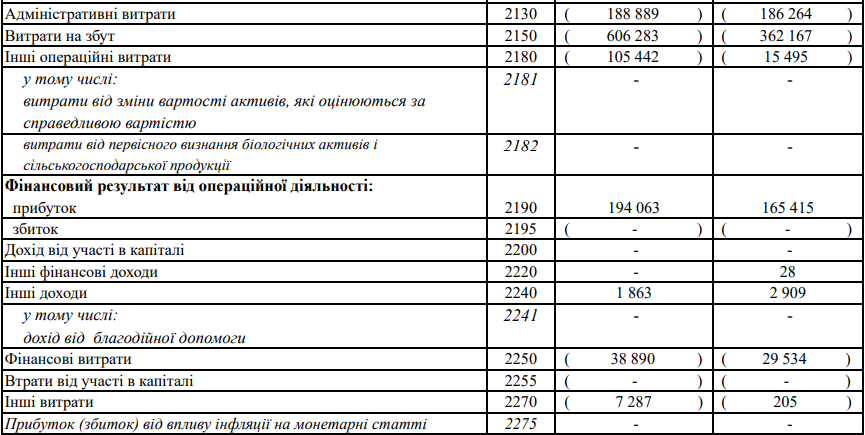 Адміністративні витрати 2130 ( 188 889 ) ( 186 264 )
Витрати на збут 2150 ( 606 283 ) ( 362 167 )
Інші операційні витрати 2180 ( 105 442 ) ( 15 495 )
у тому числі: 2181 - -
витрати від зміни вартості активів, які оцінюються за
справедливою вартістю
витрати від первісного визнання біологічних активів і 2182 - -
сільськогосподарської продукції
Фінансовий результат від операційної діяльності:
прибуток 2190 194 063 165 415
збиток 2195 ( - ) ( - )
Дохід від участі в капіталі 2200 - -
Інші фінансові доходи 2220 - 28
Інші доходи 2240 1 863 2 909
у тому числі: 2241 - -
дохід від благодійної допомоги
Фінансові витрати 2250 ( 38 890 ) ( 29 534 )
Втрати від участі в капіталі 2255 ( - ) ( - )
Інші витрати 2270 ( 7 287 ) ( 205 )
Прибуток (збиток) від впливу інфляції на монетарні статті 2275 - -